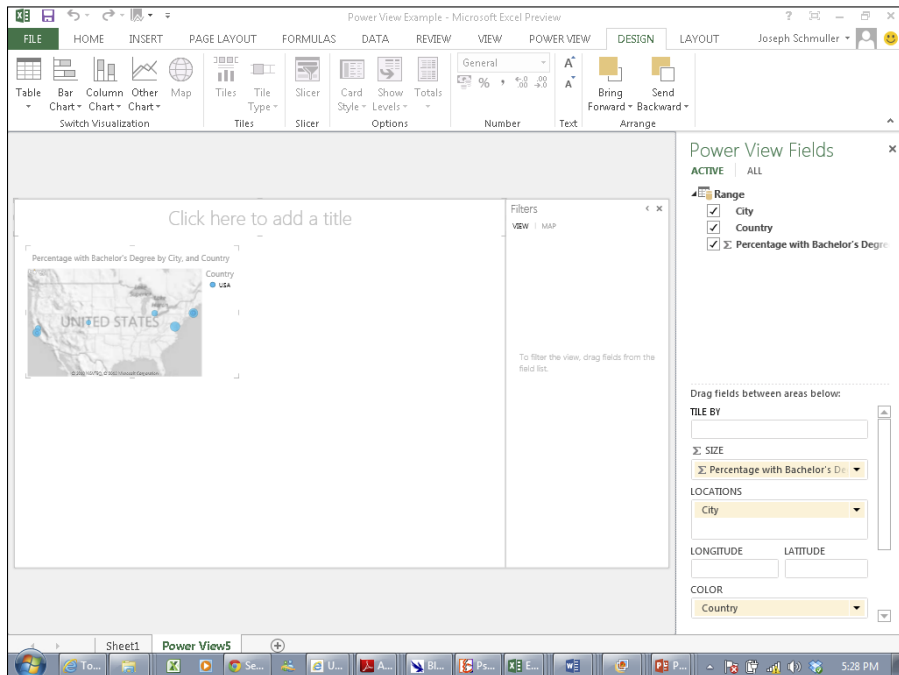 Power View Example - Microsoft Excel Preview
FILE HOME INSERT PAGE LAYOUT FORMULAS DATA REVIEW VIEW POWER VIEW DESIGN LAYOUT Joseph Schmuller
General
Table Bar Chart Column Chart Other Chart Map Tiles Tile Type Slicer Card Style Show Levels Totals % , Bring Forward Send Backward
Switch Visualization Tiles Slicer Options Number Text Arrange
Power View Fields
ACTIVE ALL
Range
City
Country
Σ Percentage with Bachelor's Degre
Click here to add a title
Percentage with Bachelor's Degree by City, and Country
Country
USA
UNITED STATES
Filters
VIEW MAP
To filter the view, drag fields from the
field list.
Drag fields between areas below:
TILE BY
Σ SIZE
Σ Percentage with Bachelor's De
LOCATIONS
City
LONGITUDE LATITUDE
COLOR
Country
Sheet1 Power View5
To... Se... U... A... Bl... Ps... E... P... 5:28 PM